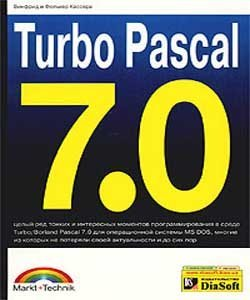 Винфрид и Фолькер Кассера
Turbo Pascal
7.0
целый ряд тонких и интересных моментов программирования в среде
Turbo/Borland Pascal 7.0 для операционной системы MS DOS, многие
из которых не потеряли своей актуальности и до сих пор
Markt+Technik
ИЗДАТЕЛЬСТВО
DiaSoft